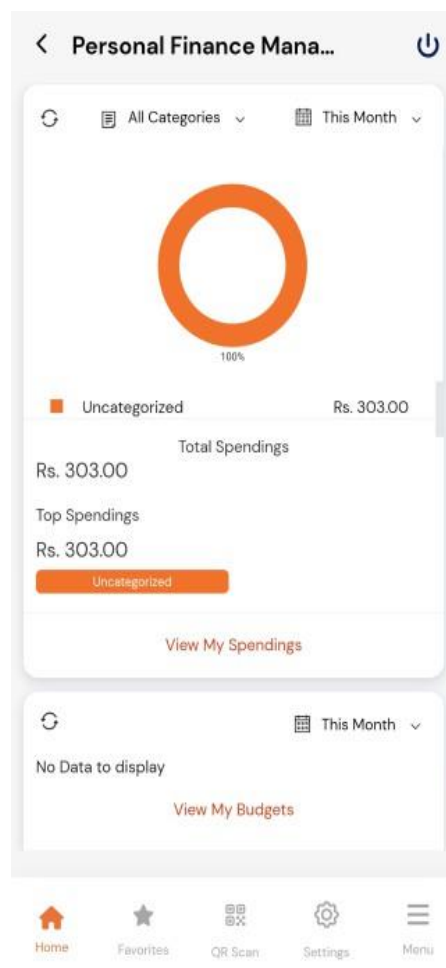 Personal Finance Mana...
All Categories
This Month
100%
Uncategorized Rs. 303.00
Total Spendings
Rs. 303.00
Top Spendings
Rs. 303.00
Uncategorized
View My Spendings
This Month
No Data to display
View My Budgets
Home Favorites QR Scan Settings Menu